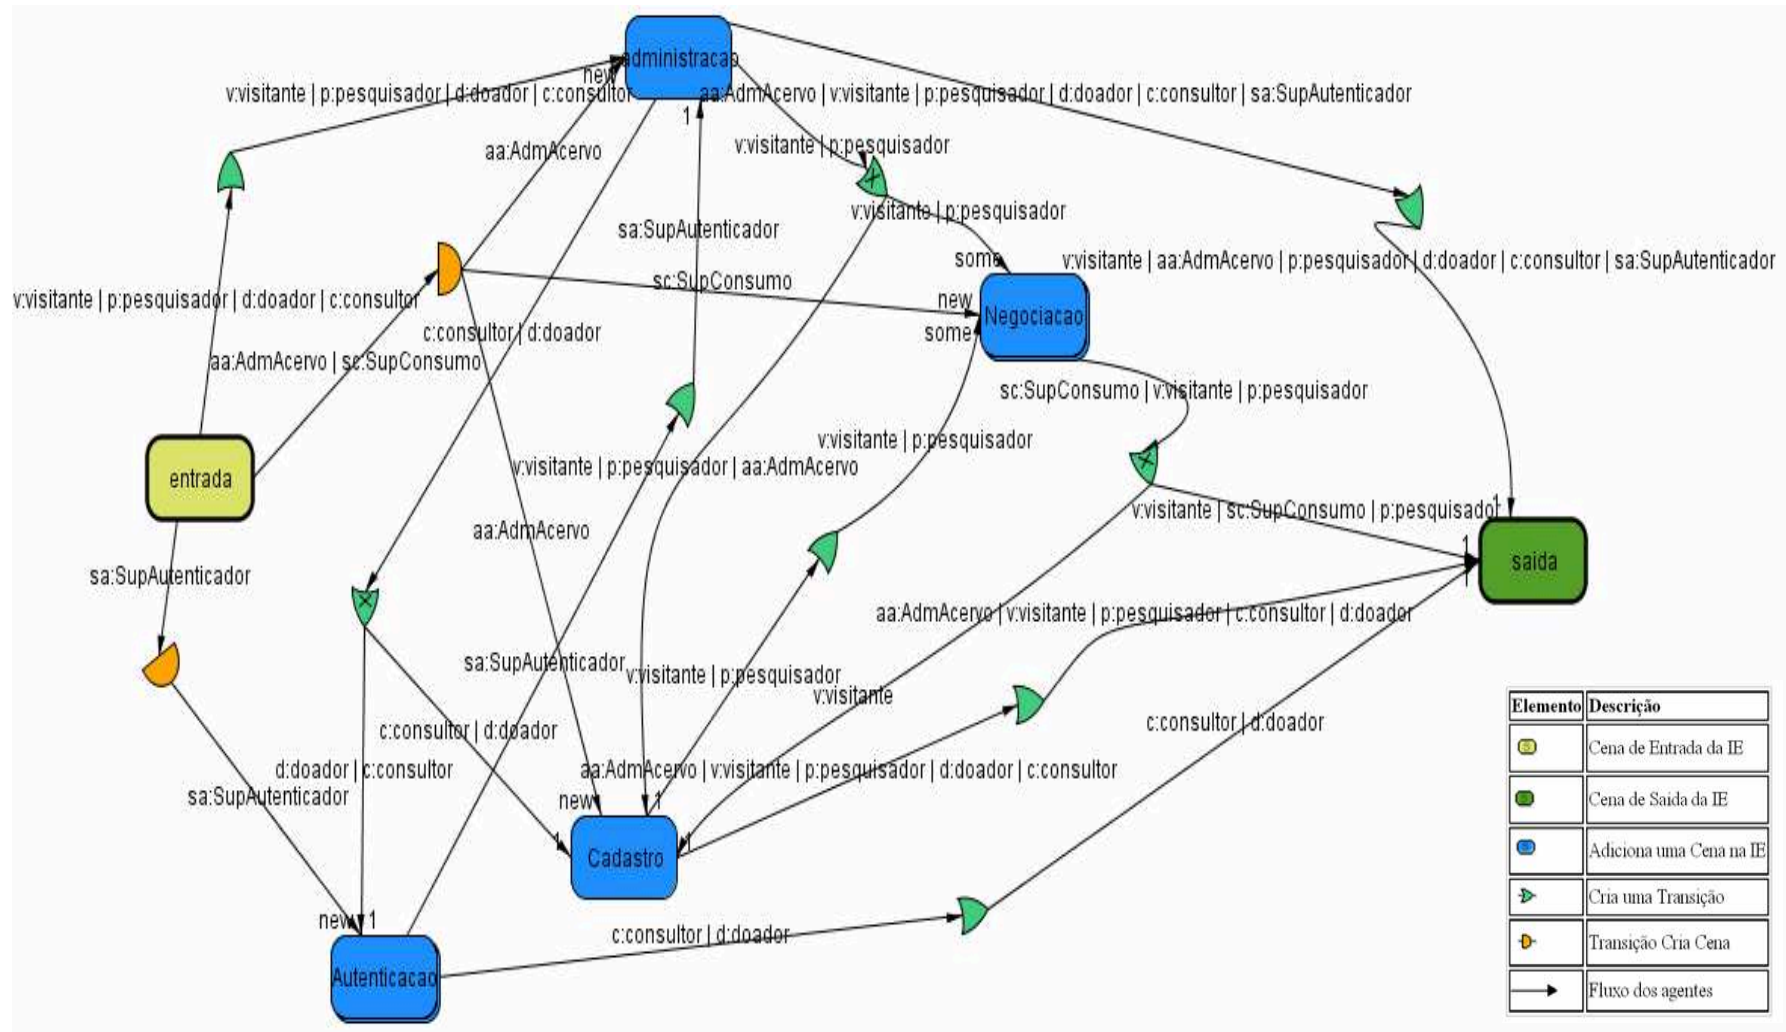 administracao
new
v:visitante | p:pesquisador | d:doador | c:consultor
aa:AdmAcervo | v:visitante | p:pesquisador | d:doador | c:consultor | sa:SupAutenticador
1
aa:AdmAcervo
v:visitante | p:pesquisador
v:visitante | p:pesquisador
sa:SupAutenticador
some
v:visitante | aa:AdmAcervo | p:pesquisador | d:doador | c:consultor | sa:SupAutenticador
sc:SupConsumo
v:visitante | p:pesquisador | d:doador | c:consultor
new
Negociacao
c:consultor | d:doador
some
aa:AdmAcervo | sc:SupConsumo
sc:SupConsumo | v:visitante | p:pesquisador
v:visitante | p:pesquisador
v:visitante | p:pesquisador | aa:AdmAcervo
entrada
v:visitante | sc:SupConsumo | p:pesquisador
1
aa:AdmAcervo
1
saida
sa:SupAutenticador
1
aa:AdmAcervo | v:visitante | p:pesquisador | c:consultor | d:doador
sa:SupAutenticador
v:visitante | p:pesquisador
v:visitante
c:consultor | d:doador
c:consultor | d:doador
d:doador | c:consultor
aa:AdmAcervo | v:visitante | p:pesquisador | d:doador | c:consultor
sa:SupAutenticador
new
1
1
1
Cadastro
new
1
c:consultor | d:doador
Autenticacao
Elemento Descrição
Cena de Entrada da IE
Cena de Saida da IE
Adiciona uma Cena na IE
Cria uma Transição
Transição Cria Cena
Fluxo dos agentes